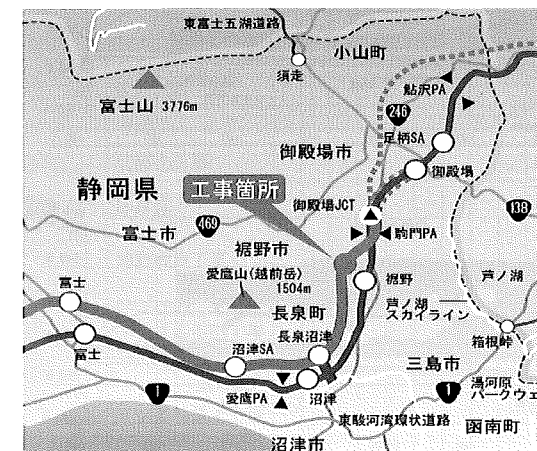 東富士五湖道路
小山町
須走
鮎沢PA
富士山 3776m
246
足柄SA
御殿場市
御殿場
静岡県
工事箇所
御殿場JCT
138
469
富士市
駒門PA
裾野市
愛鷹山(越前岳)
1504m
裾野
芦ノ湖
富士
長泉町
芦ノ湖
スカイライン
長泉沼津
箱根峠
富士
沼津SA
三島市
1
愛鷹PA
沼津
1
湯河原
パークウェ
東駿河湾環状道路
函南町
沼津市